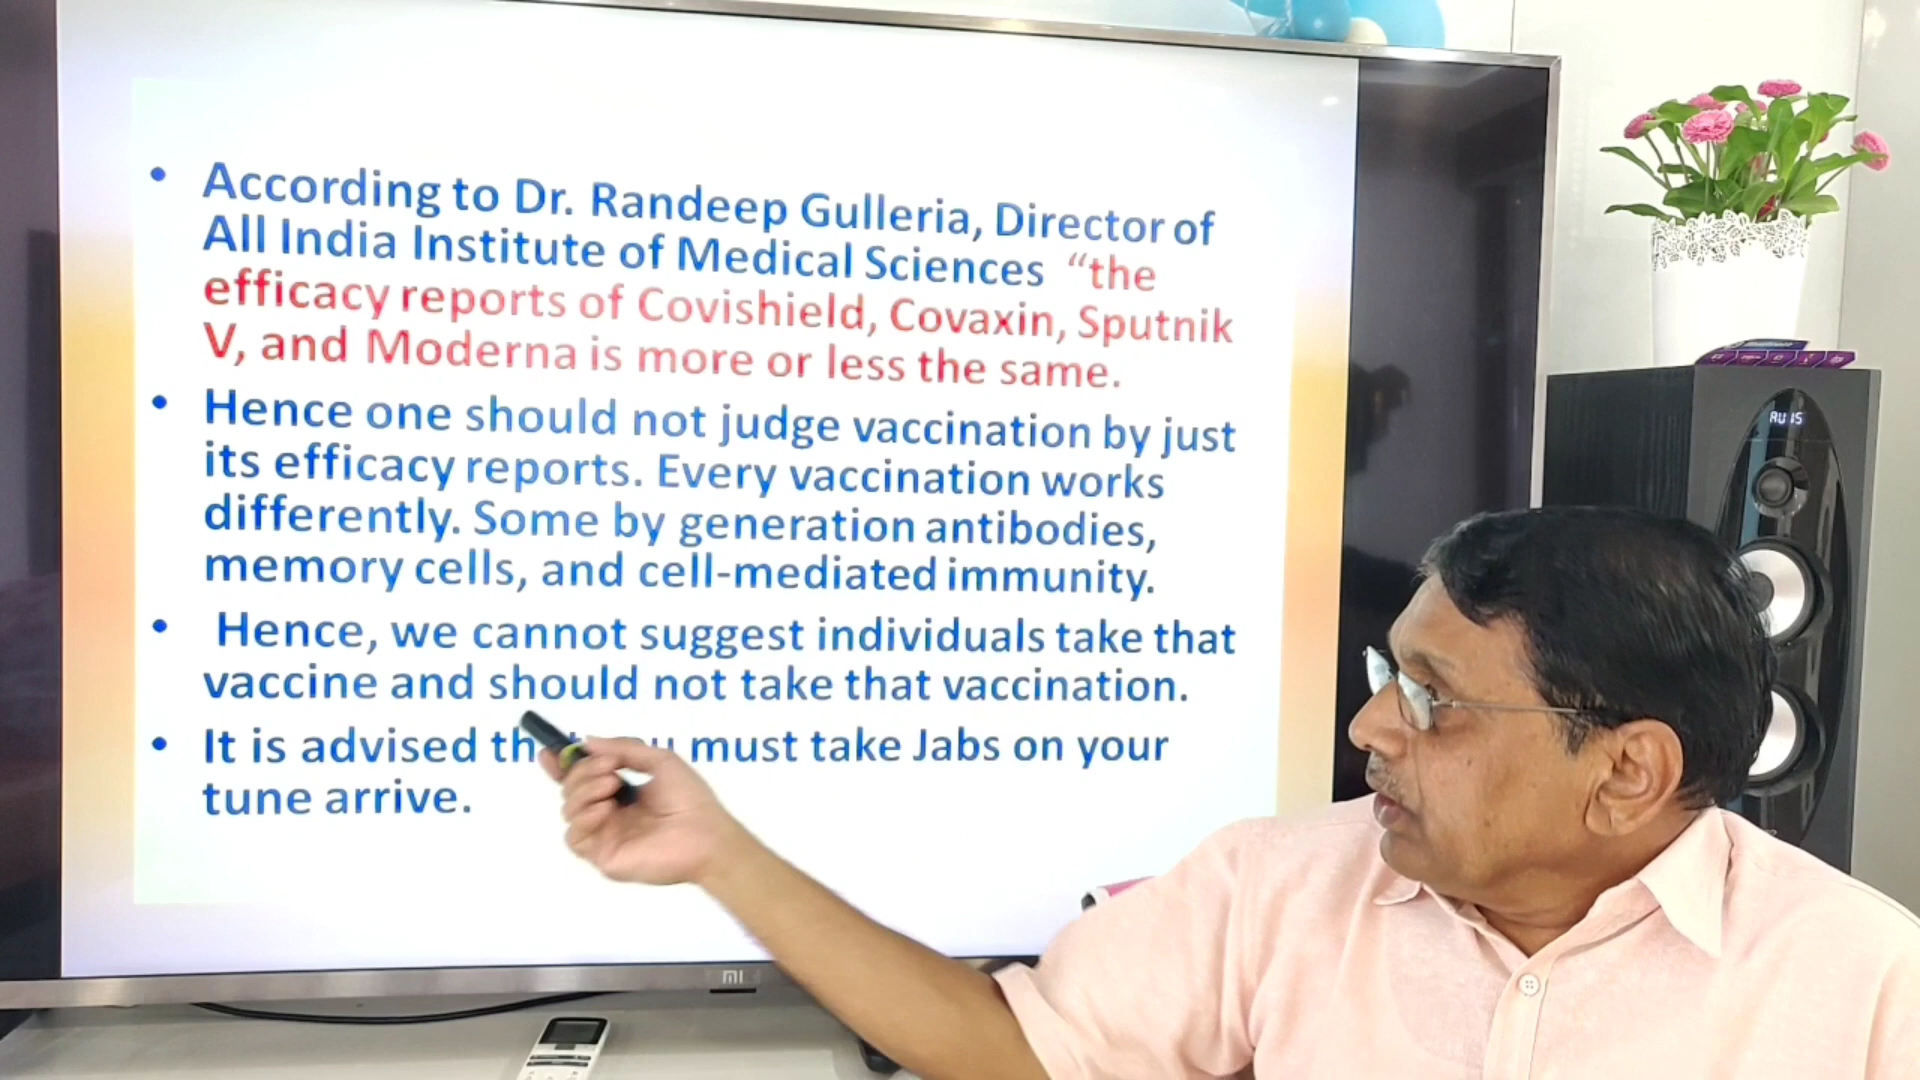 • According to Dr. Randeep Gulleria, Director of
All India Institute of Medical Sciences “the
efficacy reports of Covishield, Covaxin, Sputnik
V, and Moderna is more or less the same.
• Hence one should not judge vaccination by just
its efficacy reports. Every vaccination works
differently. Some by generation antibodies,
memory cells, and cell-mediated immunity.
• Hence, we cannot suggest individuals take that
vaccine and should not take that vaccination.
• It is advised must take Jabs on your
tune arrive.
mi